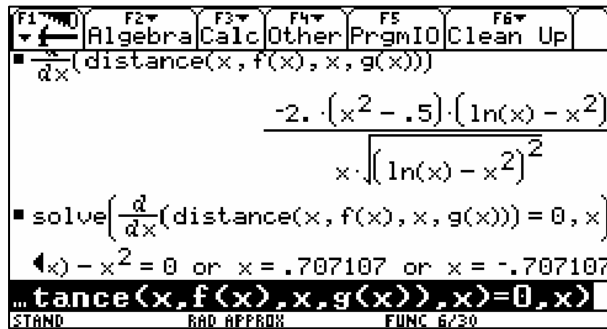 F1 F2 F3 F4 F5 F6
Algebra Calc Other PrgmIO Clean Up
d/dx(distance(x,f(x),x,g(x)))
-2.·(x²-.5)·(ln(x)-x²)
x·√(ln(x)-x²)²
solve(d/dx(distance(x,f(x),x,g(x)))=0,x)
x)-x²=0 or x=.707107 or x=-.707107
…tance(x,f(x),x,g(x)),x)=0,x)
STAND RAD APPROX FUNC 6/30